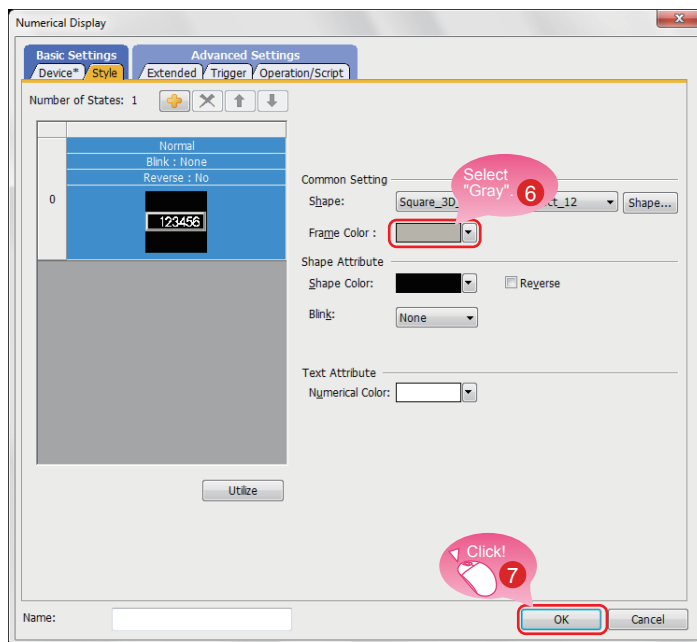 Numerical Display
Basic Settings
Advanced Settings
Device* Style Extended Trigger Operation/Script
Number of States: 1
Normal
Blink : None
Reverse : No
0
123456
Select
"Gray". 6
Common Setting
Shape: Square_3D_ ct_12 Shape...
Frame Color :
Shape Attribute
Shape Color: Reverse
Blink: None
Text Attribute
Numerical Color:
Utilize
Click!
7
Name: OK Cancel